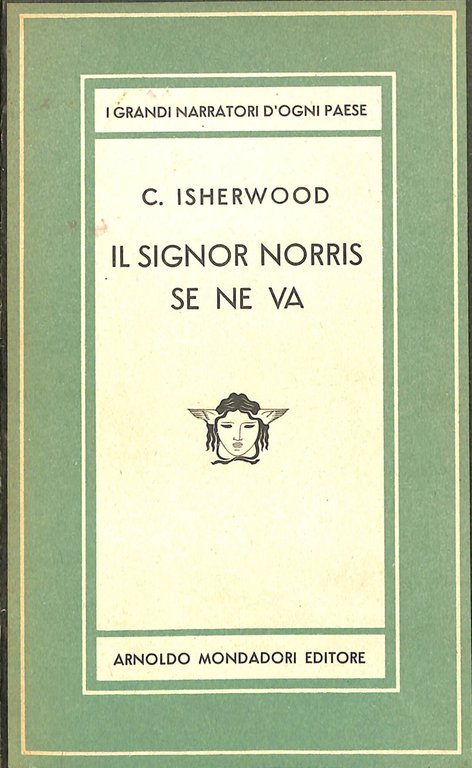 I GRANDI NARRATORI D'OGNI PAESE
C. ISHERWOOD
IL SIGNOR NORRIS
SE NE VA
ARNOLDO MONDADORI EDITORE